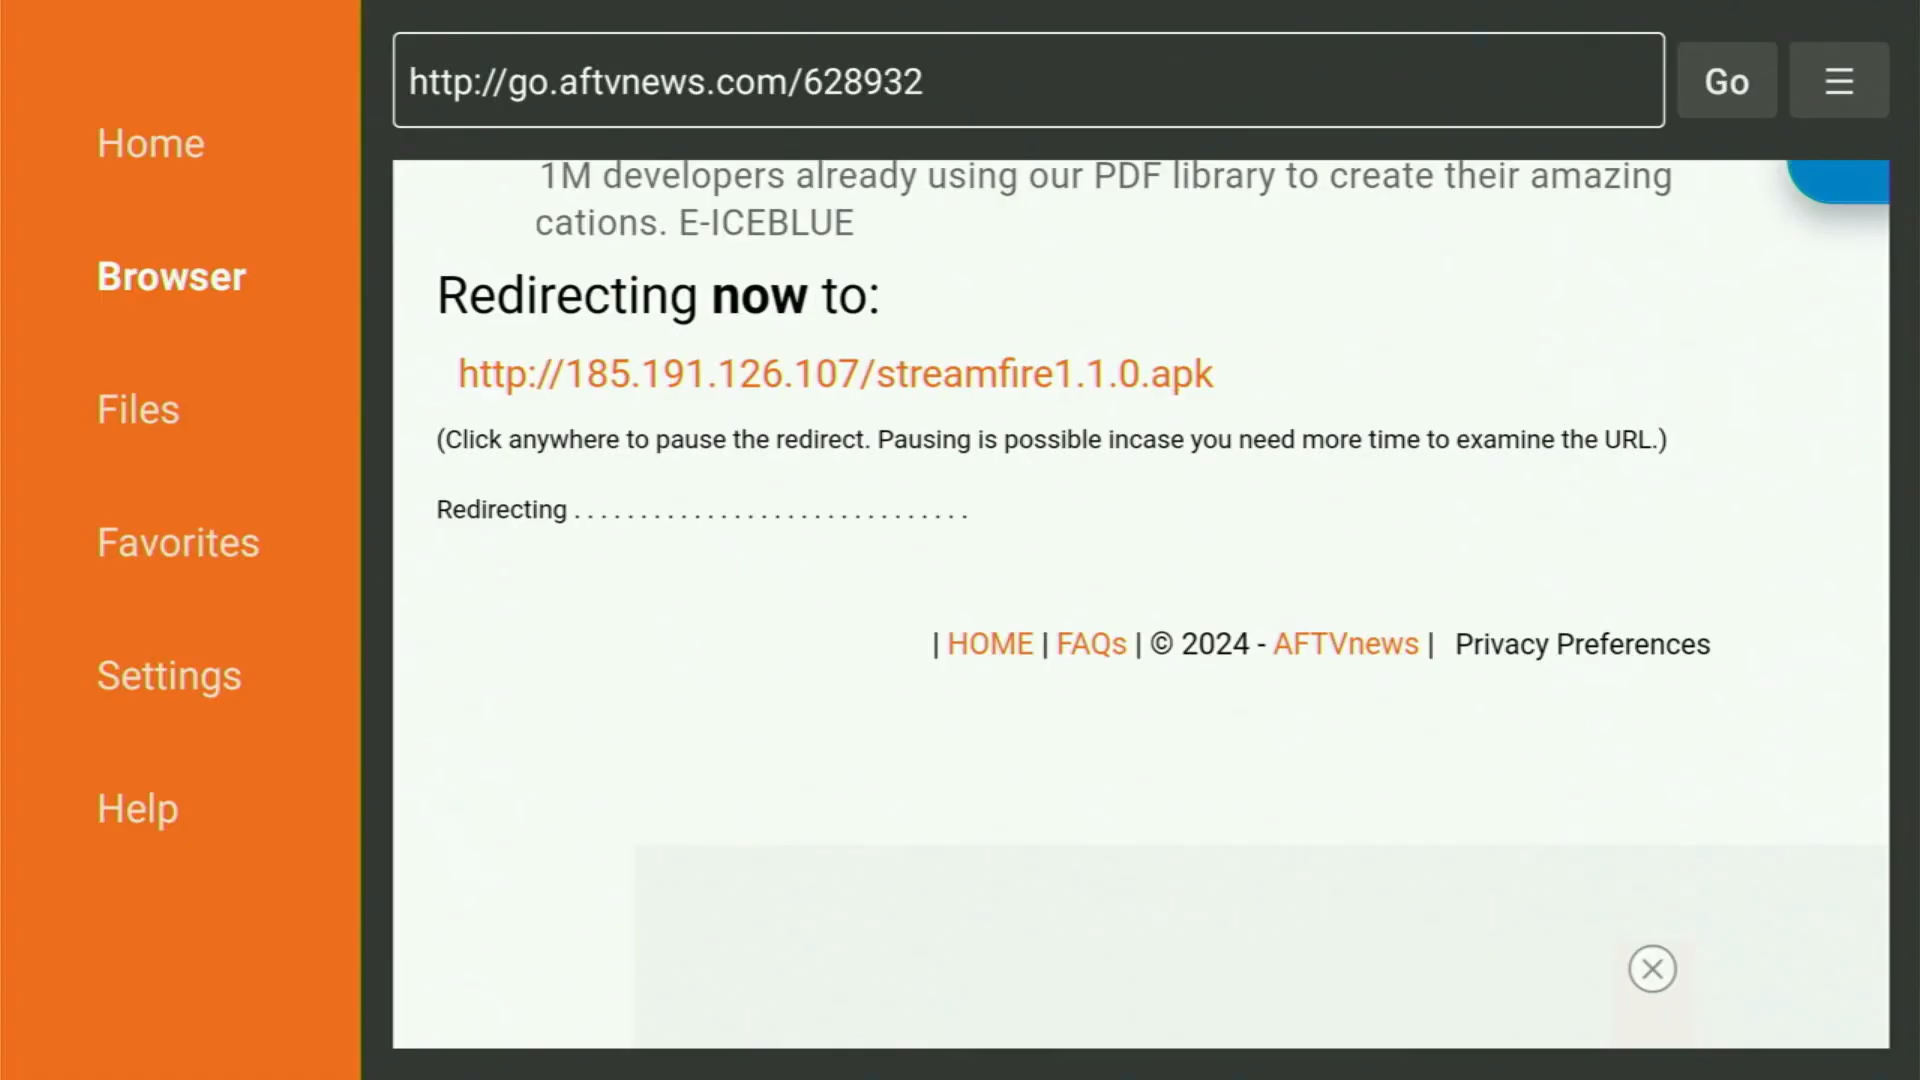 Home
Browser
Files
Favorites
Settings
Help
http://go.aftvnews.com/628932
Go
1M developers already using our PDF library to create their amazing
cations. E-ICEBLUE
Redirecting now to:
http://185.191.126.107/streamfire1.1.0.apk
(Click anywhere to pause the redirect. Pausing is possible incase you need more time to examine the URL.)
Redirecting . . . . . . . . . . . . . . . . . . . . . . . . . . . . . .
| HOME | FAQs | © 2024 - AFTVnews | Privacy Preferences